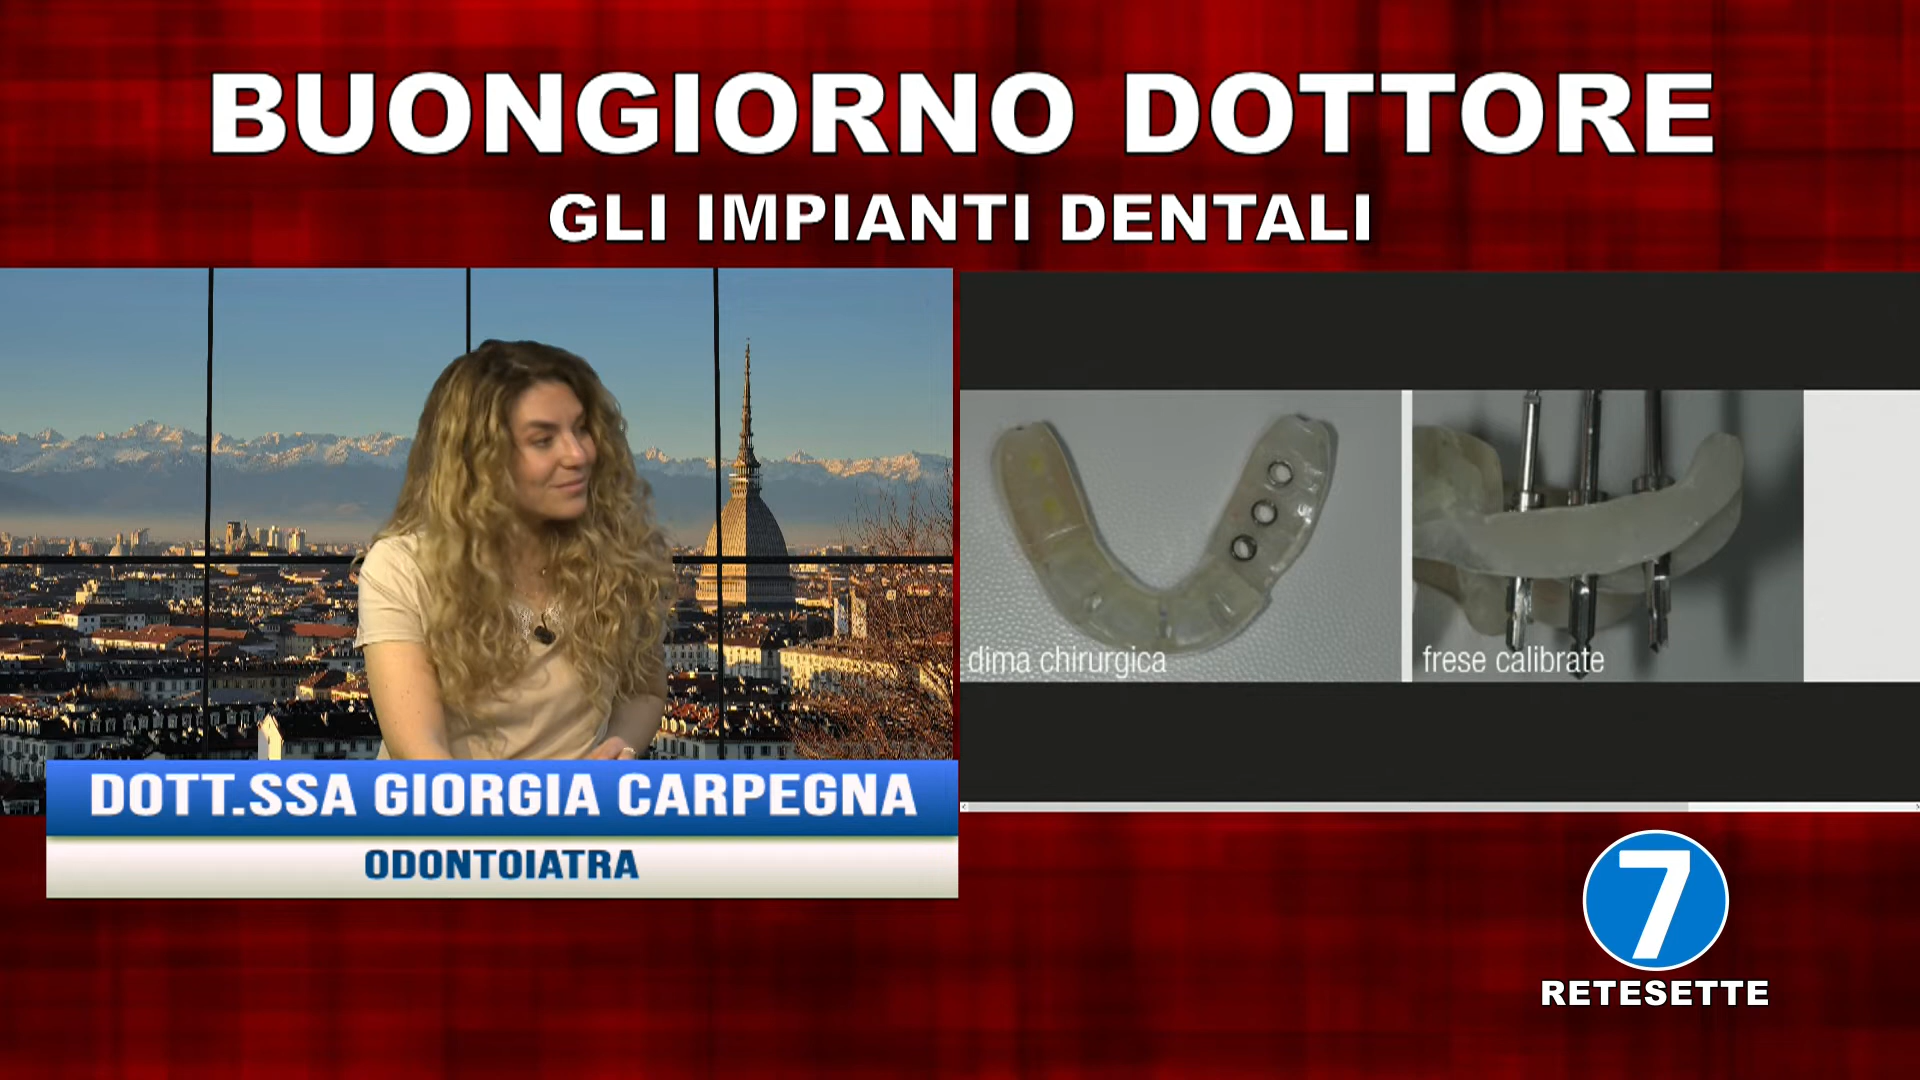 BUONGIORNO DOTTORE
GLI IMPIANTI DENTALI
dima chirurgica
frese calibrate
DOTT.SSA GIORGIA CARPEGNA
ODONTOIATRA
7
RETESETTE